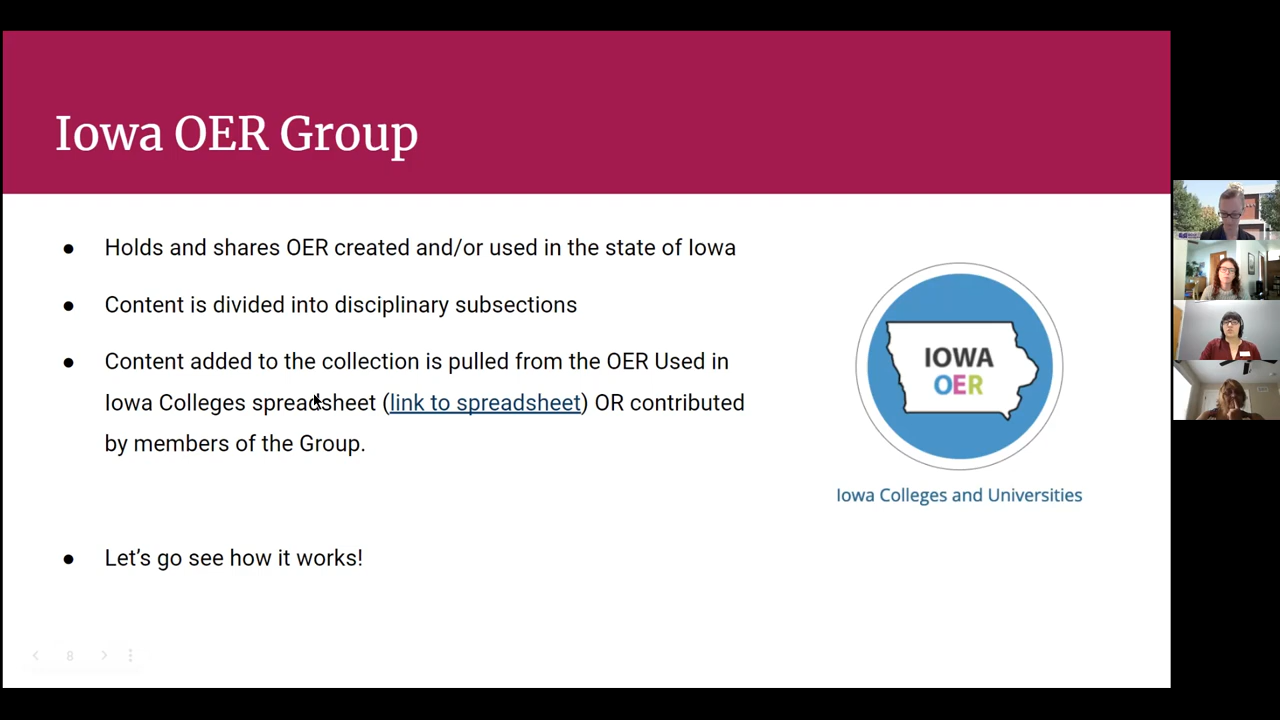 Iowa OER Group
● Holds and shares OER created and/or used in the state of Iowa
● Content is divided into disciplinary subsections
● Content added to the collection is pulled from the OER Used in
Iowa Colleges spreadsheet (link to spreadsheet) OR contributed
by members of the Group.
● Let’s go see how it works!
IOWA
OER
Iowa Colleges and Universities
8